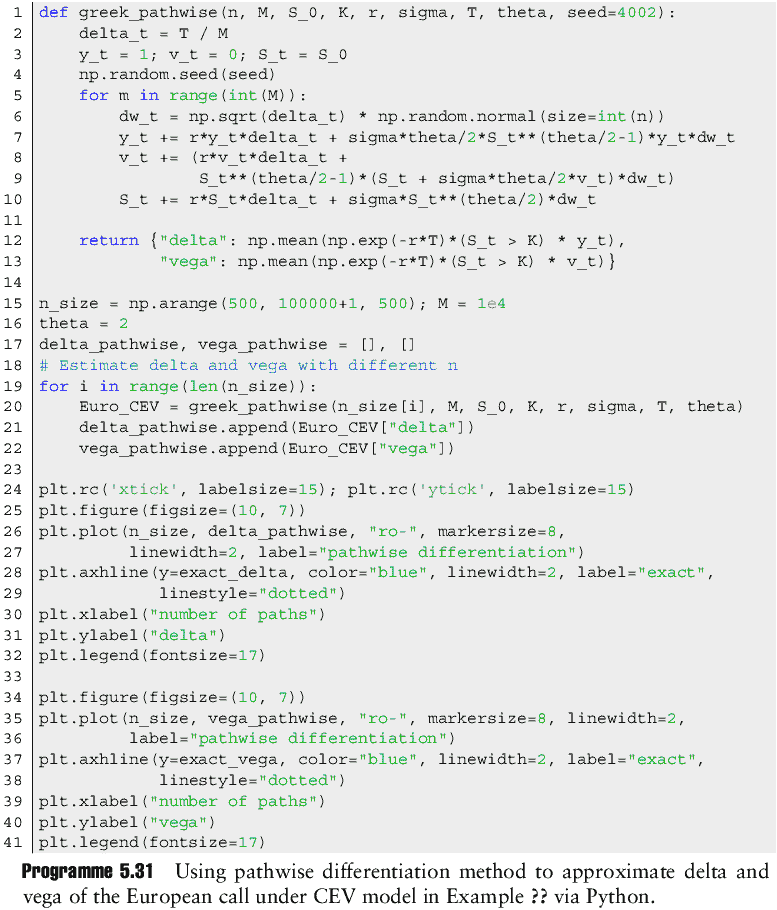 1 def greek_pathwise(n, M, S_0, K, r, sigma, T, theta, seed=4002):
2     delta_t = T / M
3     y_t = 1; v_t = 0; S_t = S_0
4     np.random.seed(seed)
5     for m in range(int(M)):
6         dw_t = np.sqrt(delta_t) * np.random.normal(size=int(n))
7         y_t += r*y_t*delta_t + sigma*theta/2*S_t**(theta/2-1)*y_t*dw_t
8         v_t += (r*v_t*delta_t +
9                 S_t**(theta/2-1)*(S_t + sigma*theta/2*v_t)*dw_t)
10         S_t += r*S_t*delta_t + sigma*S_t**(theta/2)*dw_t
11
12     return {"delta": np.mean(np.exp(-r*T)*(S_t > K) * y_t),
13             "vega": np.mean(np.exp(-r*T)*(S_t > K) * v_t)}
14
15 n_size = np.arange(500, 100000+1, 500); M = 1e4
16 theta = 2
17 delta_pathwise, vega_pathwise = [], []
18 # Estimate delta and vega with different n
19 for i in range(len(n_size)):
20     Euro_CEV = greek_pathwise(n_size[i], M, S_0, K, r, sigma, T, theta)
21     delta_pathwise.append(Euro_CEV["delta"])
22     vega_pathwise.append(Euro_CEV["vega"])
23
24 plt.rc('xtick', labelsize=15); plt.rc('ytick', labelsize=15)
25 plt.figure(figsize=(10, 7))
26 plt.plot(n_size, delta_pathwise, "ro-", markersize=8,
27          linewidth=2, label="pathwise differentiation")
28 plt.axhline(y=exact_delta, color="blue", linewidth=2, label="exact",
29             linestyle="dotted")
30 plt.xlabel("number of paths")
31 plt.ylabel("delta")
32 plt.legend(fontsize=17)
33
34 plt.figure(figsize=(10, 7))
35 plt.plot(n_size, vega_pathwise, "ro-", markersize=8, linewidth=2,
36          label="pathwise differentiation")
37 plt.axhline(y=exact_vega, color="blue", linewidth=2, label="exact",
38             linestyle="dotted")
39 plt.xlabel("number of paths")
40 plt.ylabel("vega")
41 plt.legend(fontsize=17)
Programme 5.31 Using pathwise differentiation method to approximate delta and
vega of the European call under CEV model in Example ?? via Python.